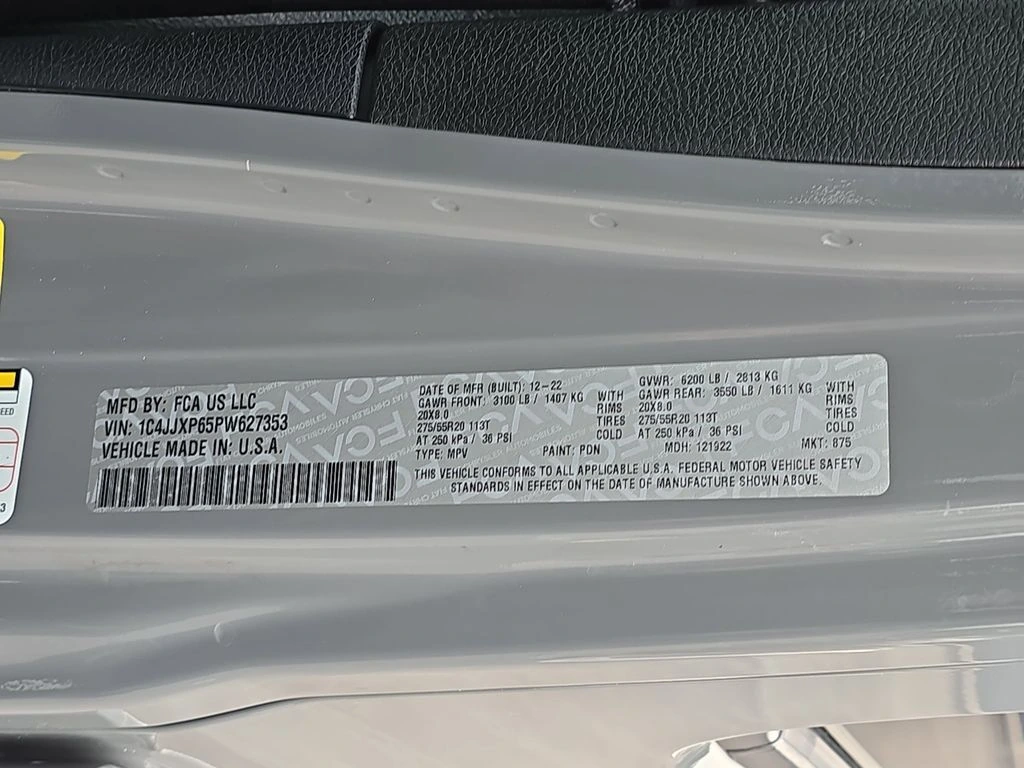 MFD BY: FCA US LLC
VIN: 1C4JJXP65PW627353
VEHICLE MADE IN: U.S.A.
DATE OF MFR (BUILT): 12-22
GAWR FRONT: 3100 LB / 1407 KG WITH
20X8.0 RIMS
275/55R20 113T TIRES
AT 250 kPa / 36 PSI COLD
TYPE: MPV
GVWR: 6200 LB / 2813 KG
GAWR REAR: 3550 LB / 1611 KG WITH
20X8.0 RIMS
275/55R20 113T TIRES
AT 250 kPa / 36 PSI COLD
PAINT: PDN MDH: 121922 MKT: 875
THIS VEHICLE CONFORMS TO ALL APPLICABLE U.S.A. FEDERAL MOTOR VEHICLE SAFETY
STANDARDS IN EFFECT ON THE DATE OF MANUFACTURE SHOWN ABOVE.